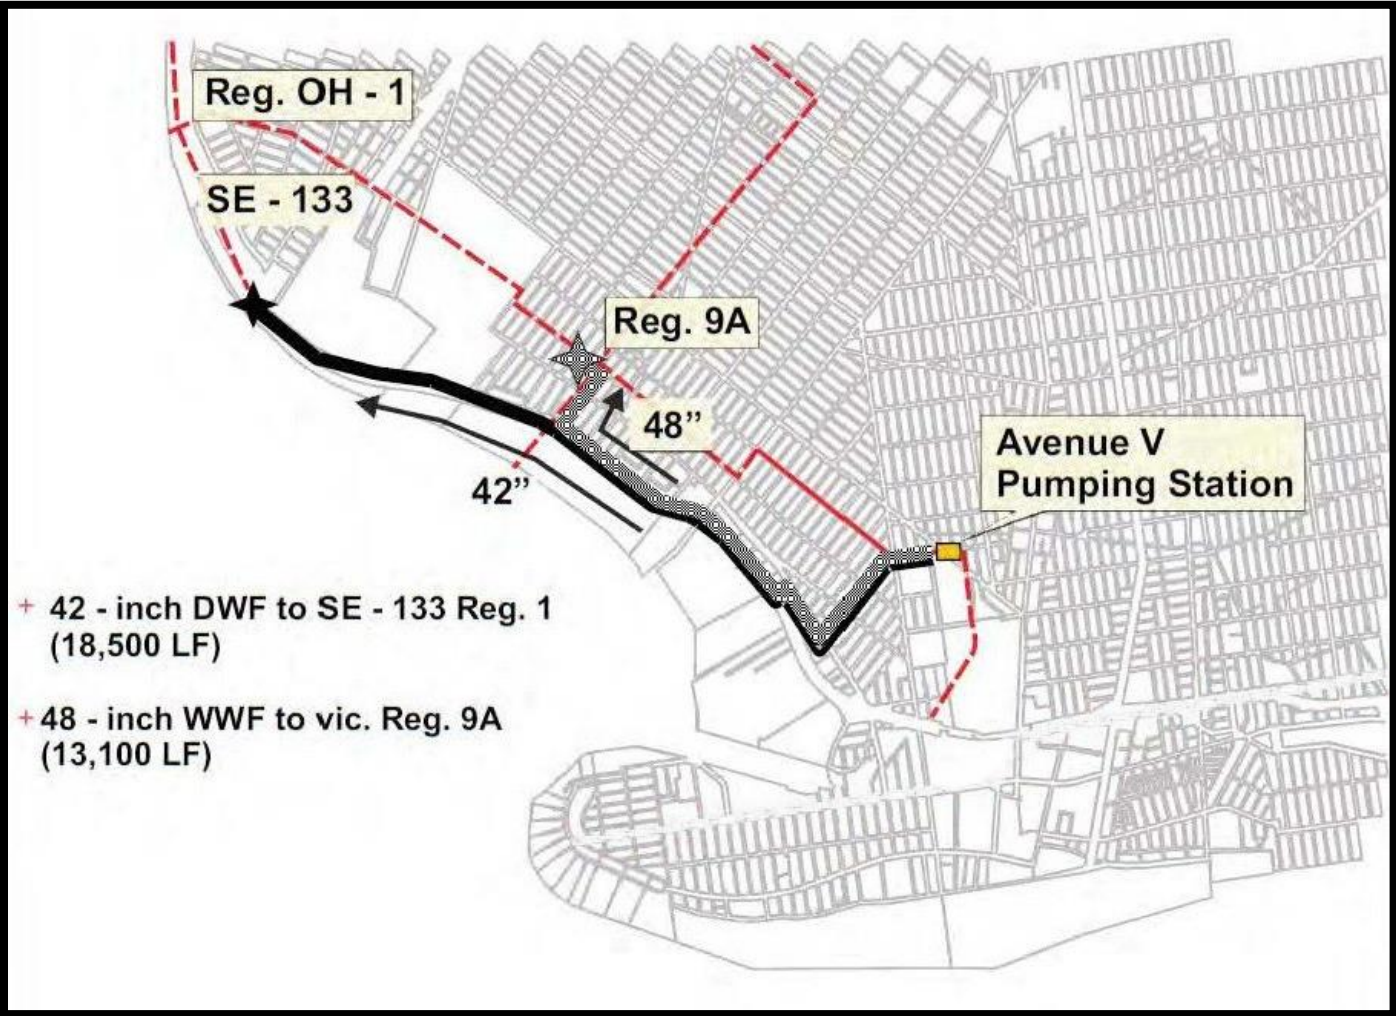 Reg. OH - 1
SE - 133
Reg. 9A
48”
42”
Avenue V
Pumping Station
+ 42 - inch DWF to SE - 133 Reg. 1
(18,500 LF)
+ 48 - inch WWF to vic. Reg. 9A
(13,100 LF)